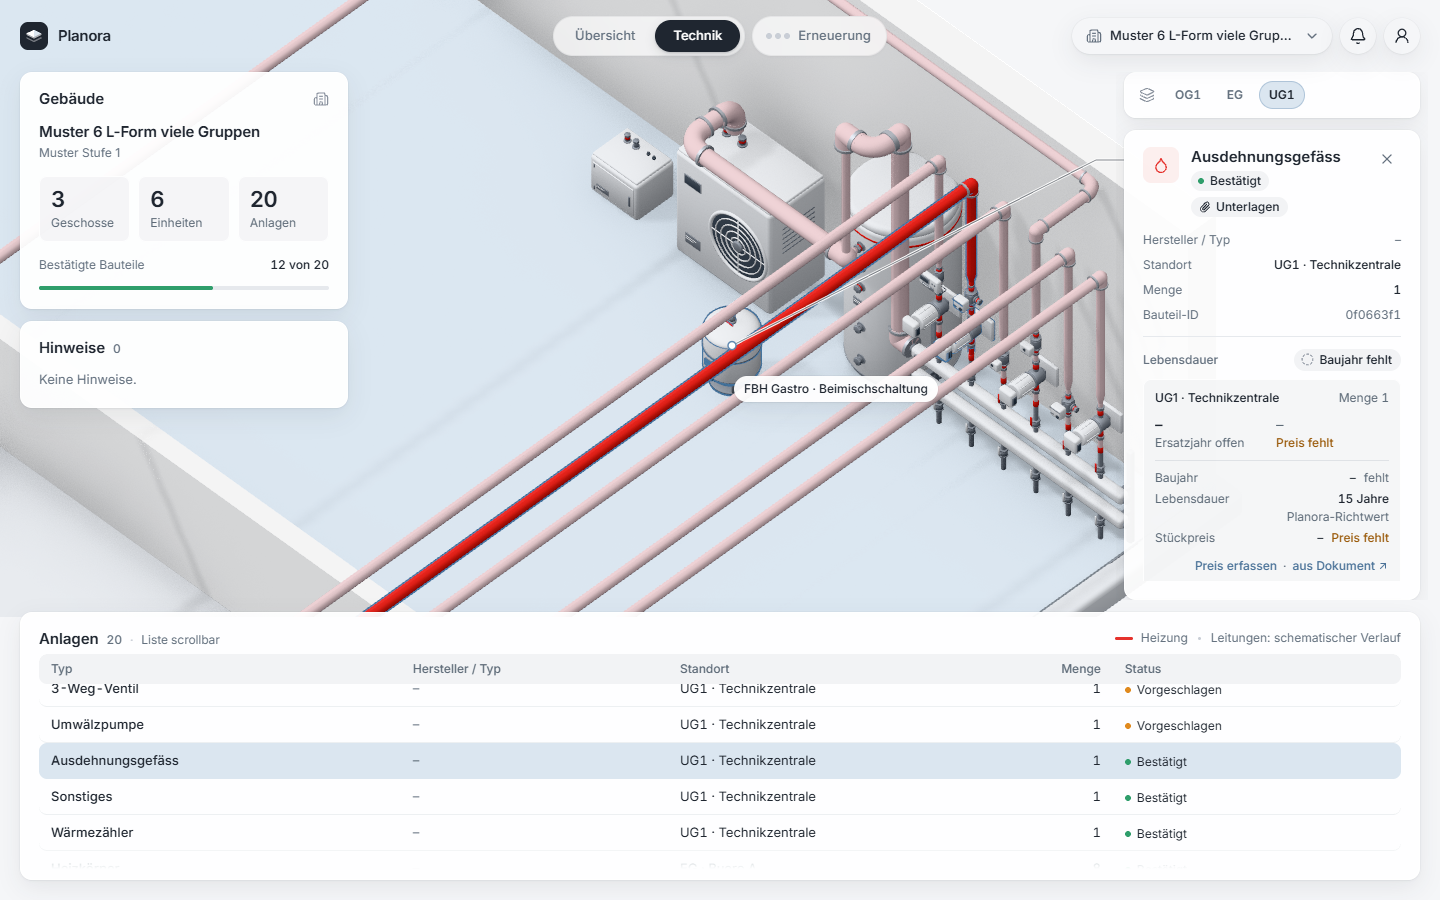 Planora
Übersicht
Technik
Erneuerung
Muster 6 L-Form viele Grup...
Gebäude
Muster 6 L-Form viele Gruppen
Muster Stufe 1
3
Geschosse
6
Einheiten
20
Anlagen
Bestätigte Bauteile
12 von 20
Hinweise 0
Keine Hinweise.
FBH Gastro · Beimischschaltung
OG1
EG
UG1
Ausdehnungsgefäss
Bestätigt
Unterlagen
Hersteller / Typ –
Standort UG1 · Technikzentrale
Menge 1
Bauteil-ID 0f0663f1
Lebensdauer Baujahr fehlt
UG1 · Technikzentrale Menge 1
– –
Ersatzjahr offen Preis fehlt
Baujahr – fehlt
Lebensdauer 15 Jahre
Planora-Richtwert
Stückpreis – Preis fehlt
Preis erfassen · aus Dokument ↗
Anlagen 20 · Liste scrollbar
Heizung • Leitungen: schematischer Verlauf
Typ Hersteller / Typ Standort Menge Status
3-Weg-Ventil – UG1 · Technikzentrale 1 Vorgeschlagen
Umwälzpumpe – UG1 · Technikzentrale 1 Vorgeschlagen
Ausdehnungsgefäss – UG1 · Technikzentrale 1 Bestätigt
Sonstiges – UG1 · Technikzentrale 1 Bestätigt
Wärmezähler – UG1 · Technikzentrale 1 Bestätigt